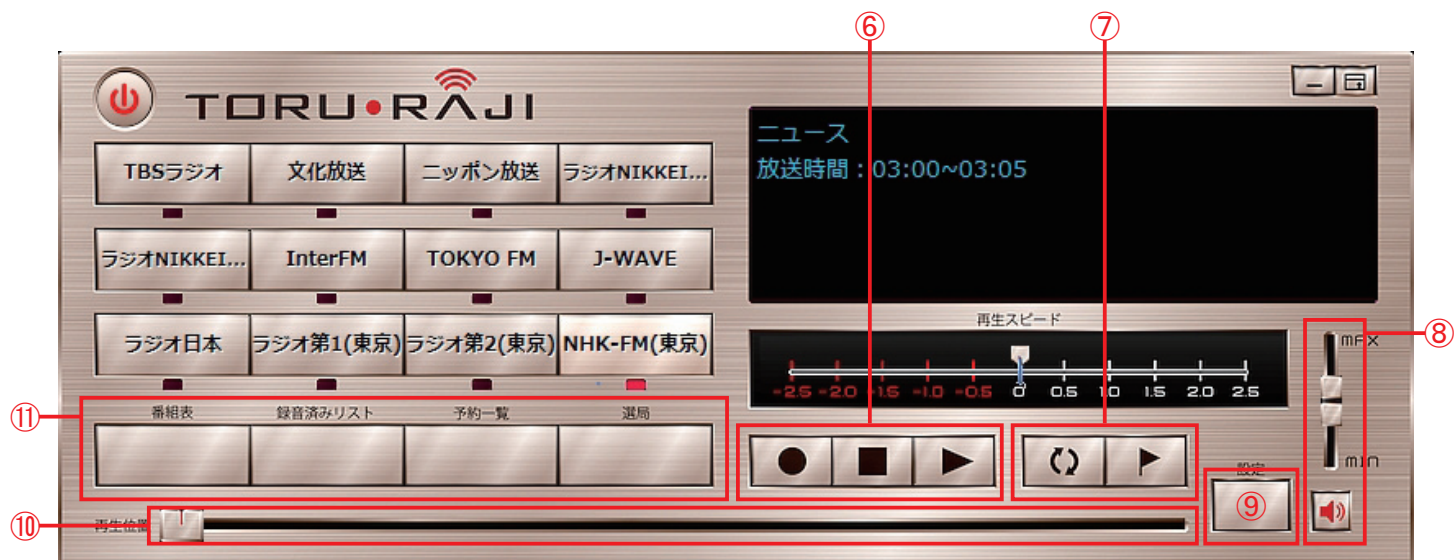 ⑥ ⑦
TORU・RAJI
ニュース
放送時間:03:00~03:05
TBSラジオ 文化放送 ニッポン放送 ラジオNIKKEI...
ラジオNIKKEI... InterFM TOKYO FM J-WAVE
ラジオ日本 ラジオ第1(東京) ラジオ第2(東京) NHK-FM(東京)
再生スピード
-2.5 -2.0 -1.5 -1.0 -0.5 0 0.5 1.0 1.5 2.0 2.5
MAX
⑧
MIN
⑪
番組表 録音済みリスト 予約一覧 選局
設定
⑨
⑩
再生位置